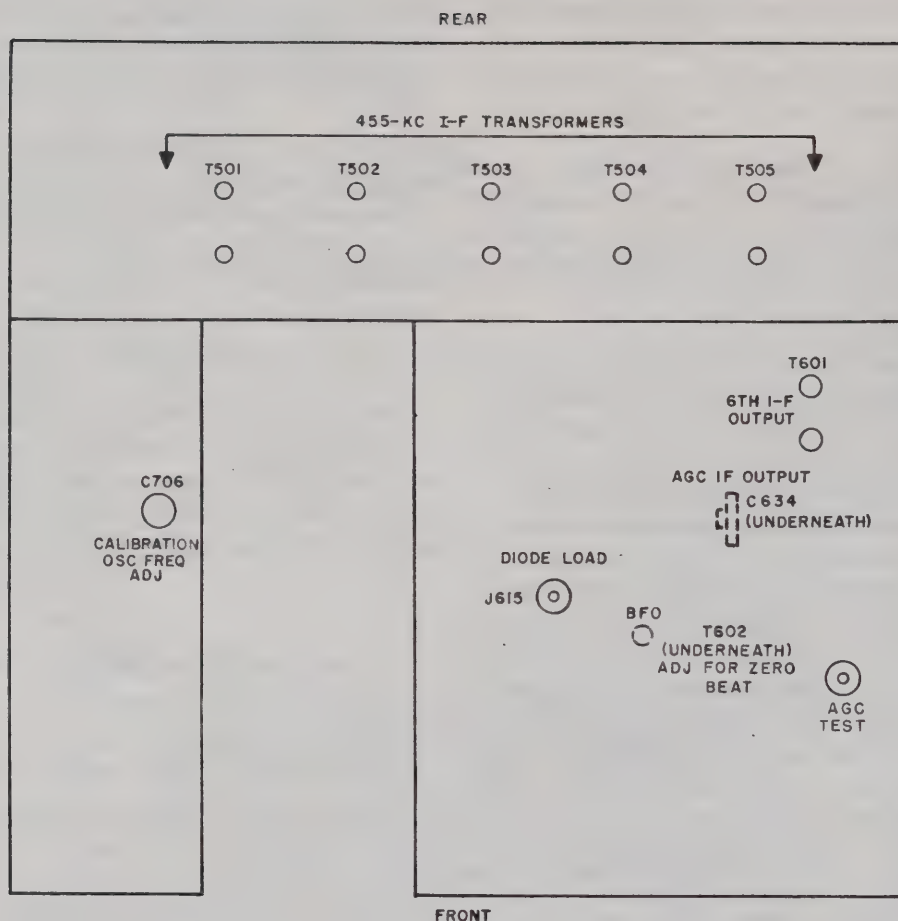 REAR
455-KC I-F TRANSFORMERS
T501
T502
T503
T504
T505
T601
6TH I-F
OUTPUT
AGC IF OUTPUT
C634
(UNDERNEATH)
C706
CALIBRATION
OSC FREQ
ADJ
DIODE LOAD
J615
BFO
T602
(UNDERNEATH)
ADJ FOR ZERO
BEAT
AGC
TEST
FRONT